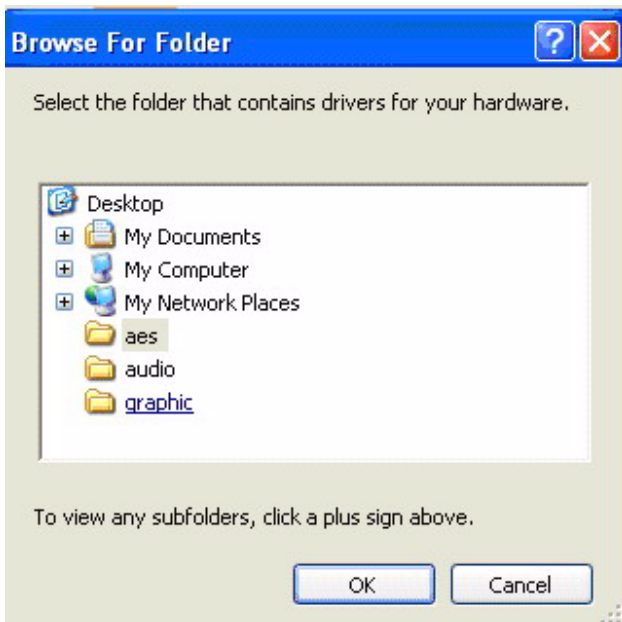 Browse For Folder
Select the folder that contains drivers for your hardware.
Desktop
My Documents
My Computer
My Network Places
aes
audio
graphic
To view any subfolders, click a plus sign above.
OK Cancel